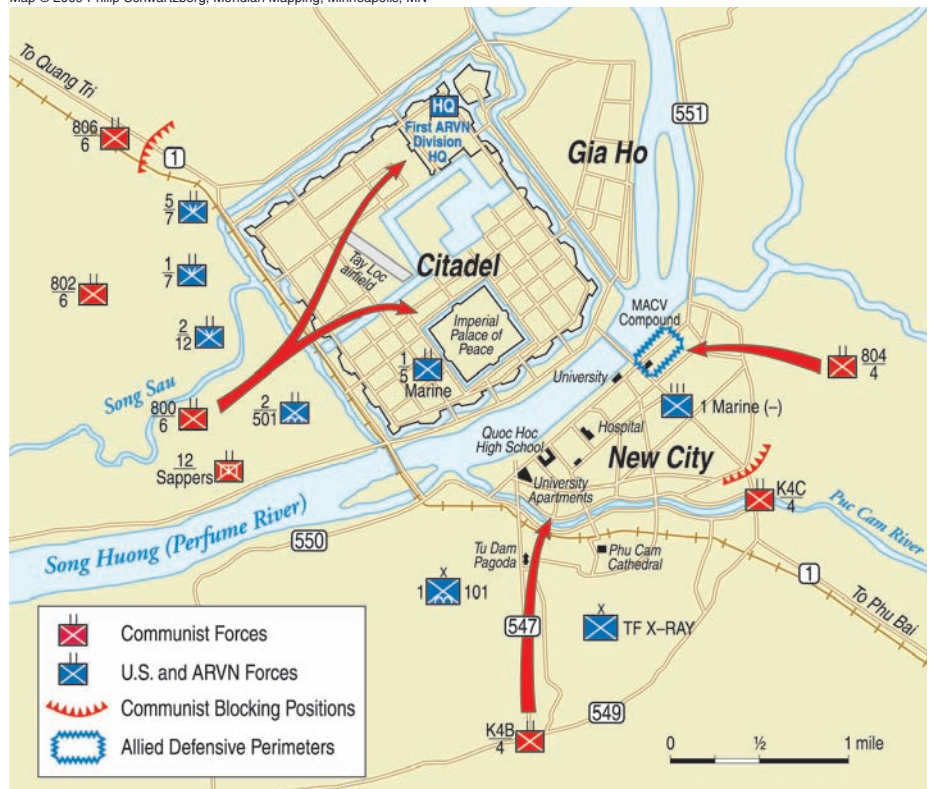 To Quang Tri
806
6
1
HQ
First ARVN
Division
HQ
551
Gia Ho
5
7
1
7
802
6
Tay Loc
airfield
Citadel
MACV
Compound
2
12
Imperial
Palace of
Peace
1
5
Marine
University
804
4
Song Sau
800
6
2
501
1 Marine (–)
Hospital
Quoc Hoc
High School
New City
12
Sappers
University
Apartments
K4C
4
Puc Cam
River
Song Huong (Perfume River)
550
Tu Dam
Pagoda
Phu Cam
Cathedral
1
To Phu Bai
X
1
101
X
TF X–RAY
547
549
K4B
4
Communist Forces
U.S. and ARVN Forces
Communist Blocking Positions
Allied Defensive Perimeters
0
½
1 mile